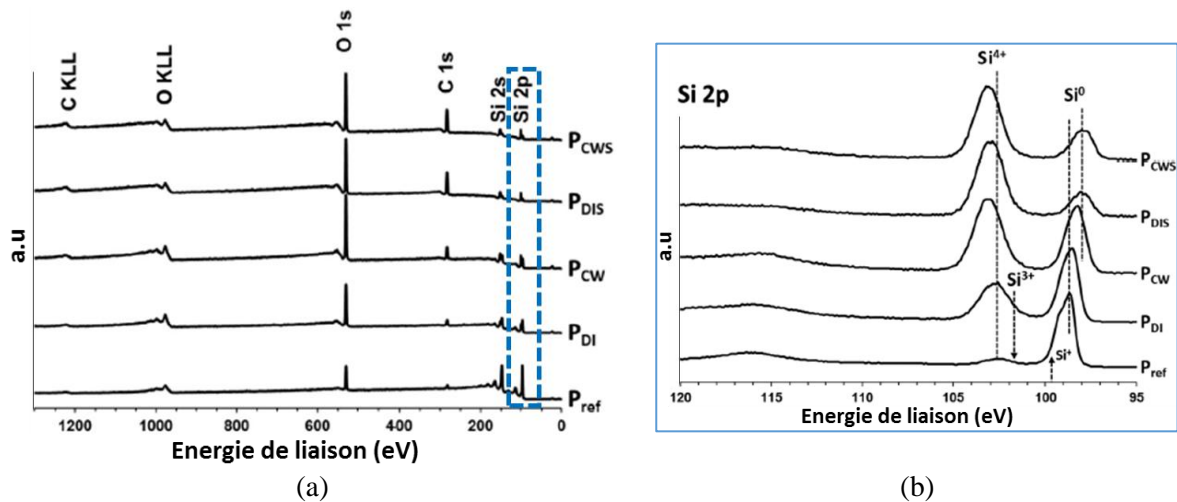 C KLL
O KLL
O 1s
C 1s
Si 2s
Si 2p
P_CWS
P_DIS
P_CW
P_DI
P_ref
a.u
1200 1000 800 600 400 200 0
Energie de liaison (eV)
(a)
Si 2p
Si⁴⁺
Si⁰
Si³⁺
Si⁺
P_CWS
P_DIS
P_CW
P_DI
P_ref
a.u
120 115 110 105 100 95
Energie de liaison (eV)
(b)